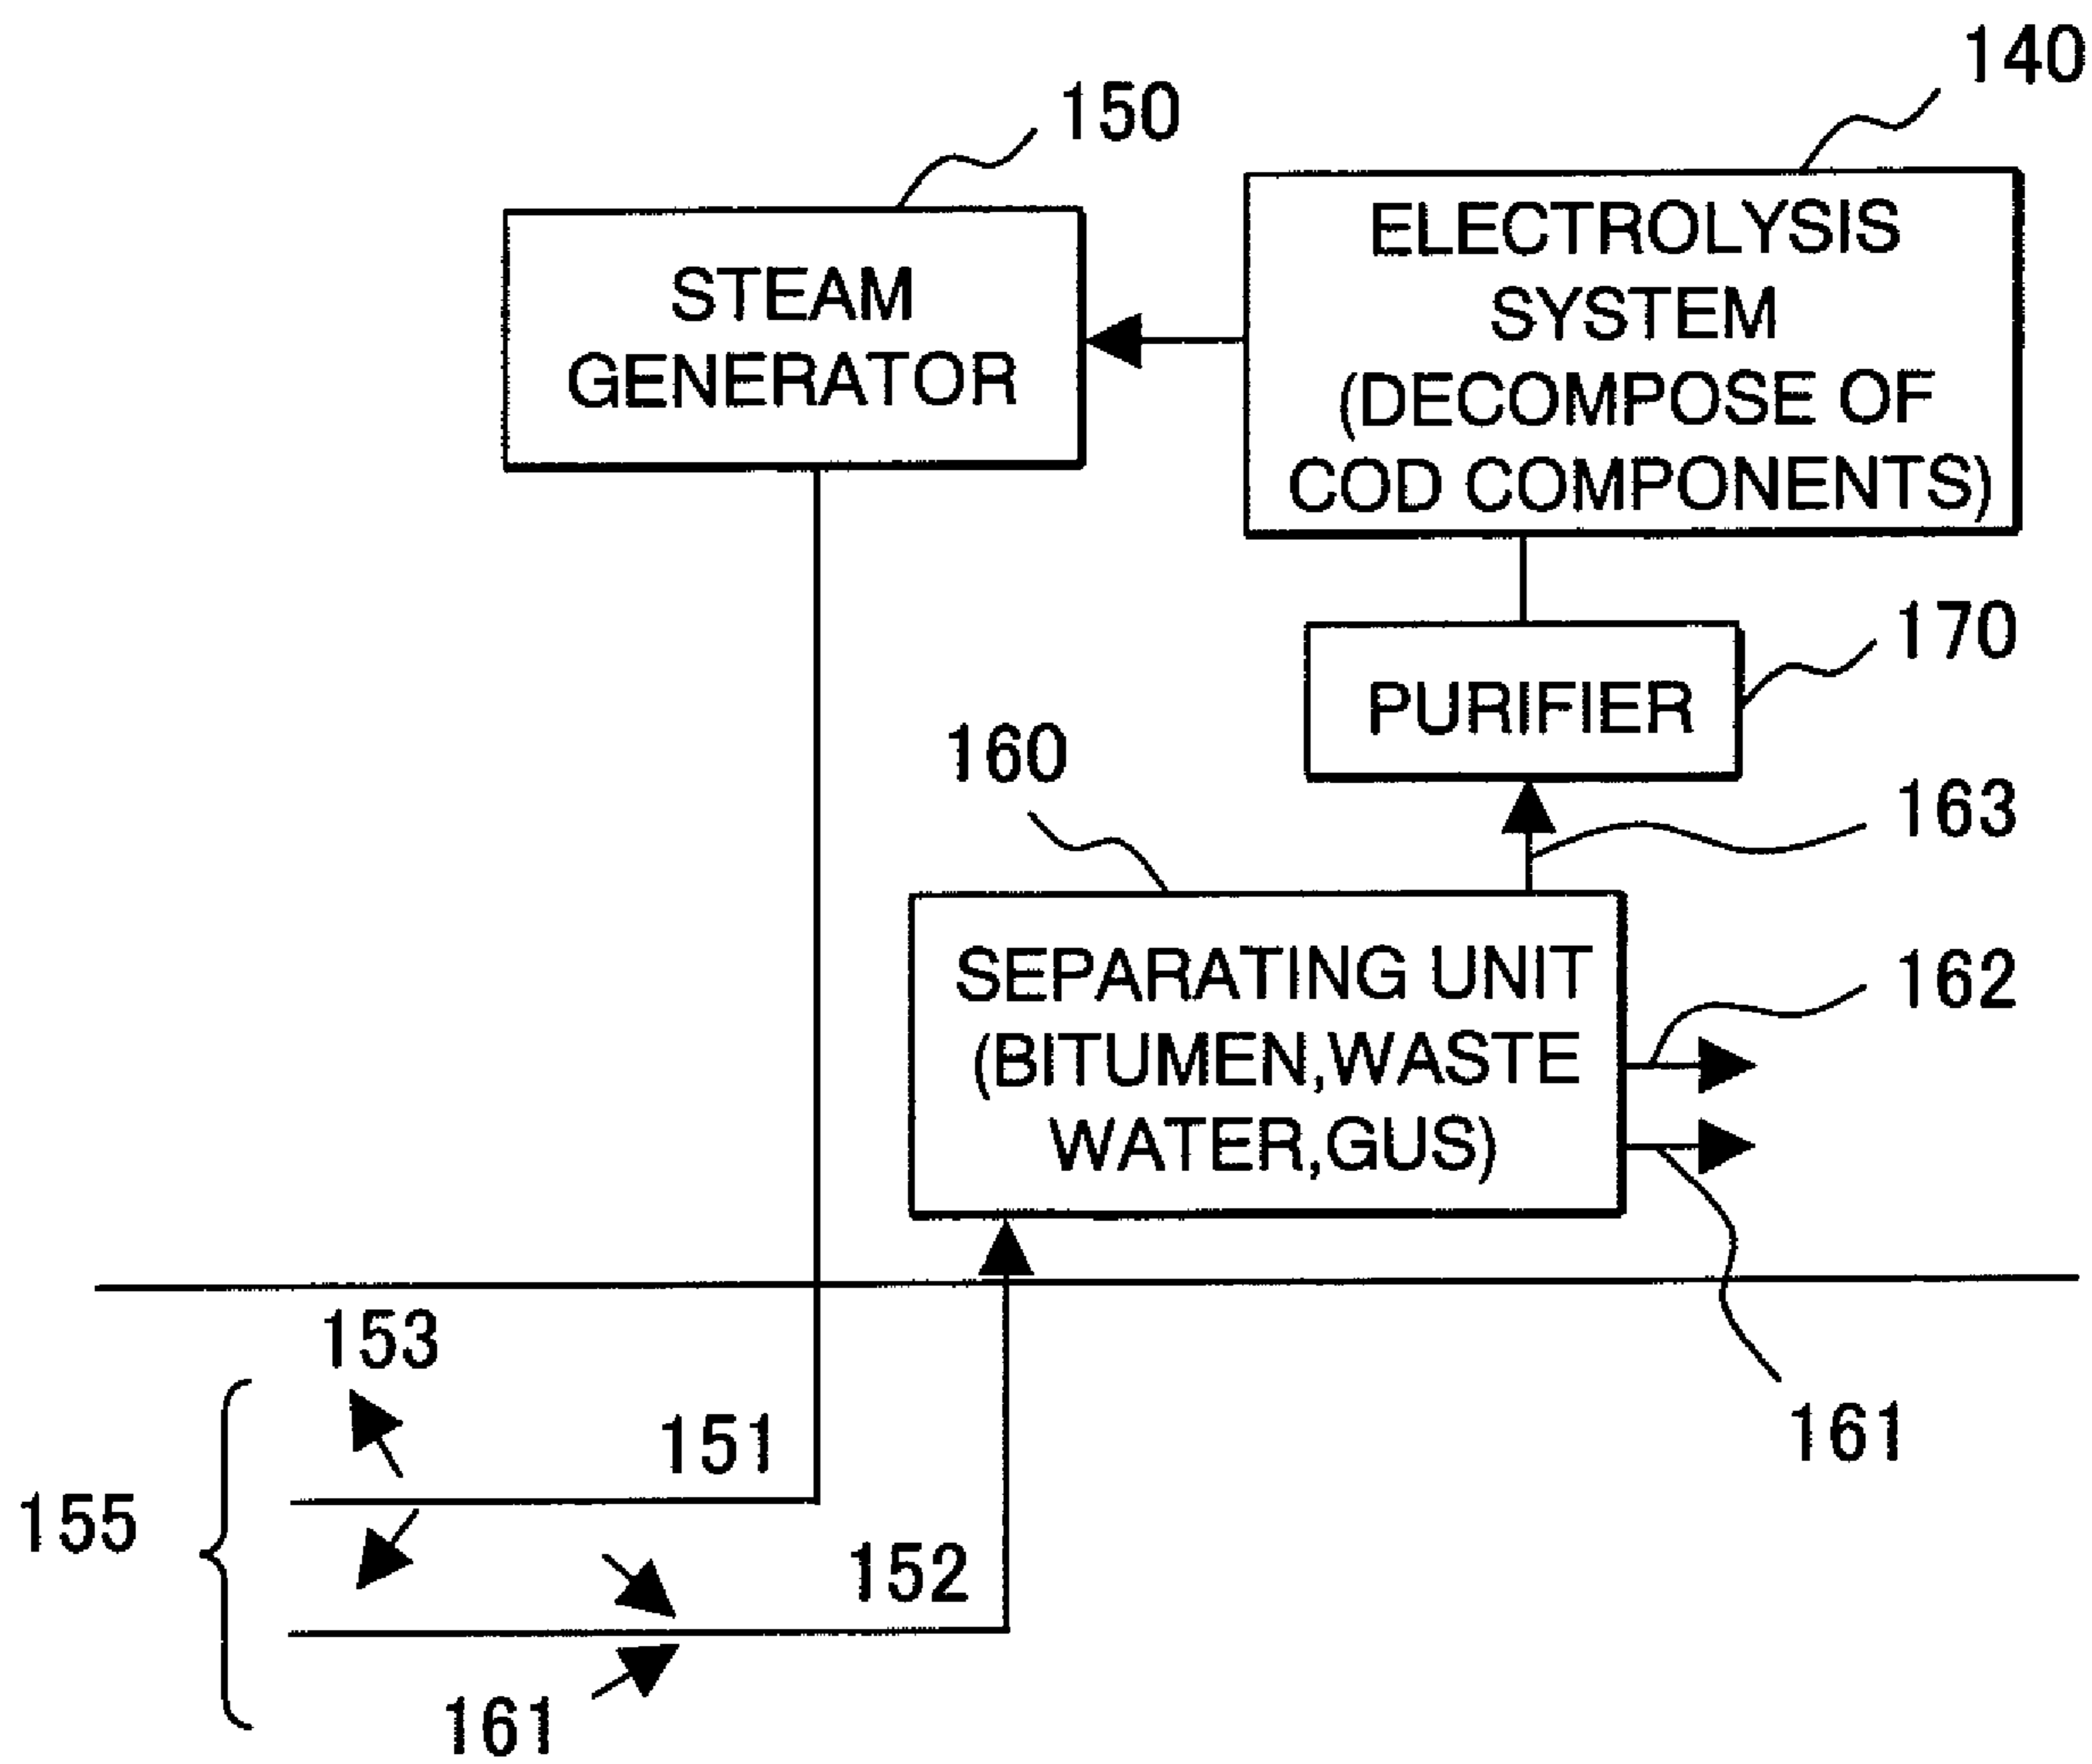 140
150
ELECTROLYSIS
SYSTEM
(DECOMPOSE OF
COD COMPONENTS)
STEAM
GENERATOR
170
PURIFIER
160
163
SEPARATING UNIT
(BITUMEN,WASTE
WATER,GUS)
162
161
153
151
155
152
161